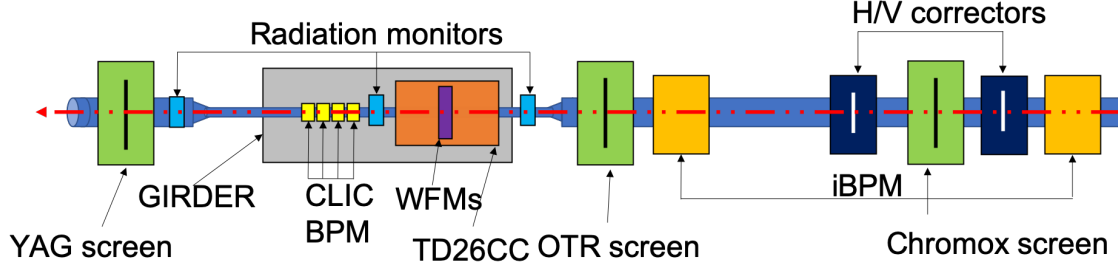 H/V correctors
Radiation monitors
GIRDER
CLIC
BPM
WFMs
iBPM
YAG screen
TD26CC
OTR screen
Chromox screen